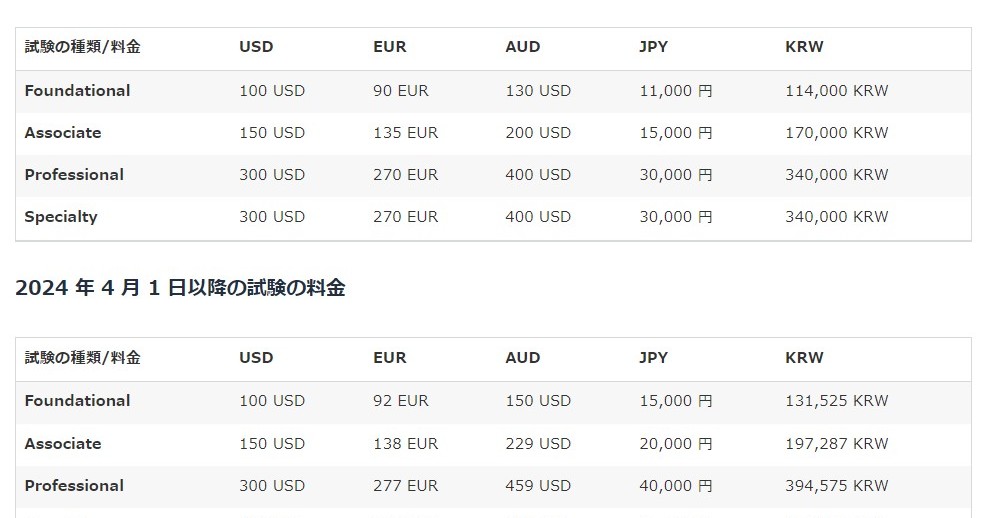 試験の種類/料金 USD EUR AUD JPY KRW
Foundational 100 USD 90 EUR 130 USD 11,000 円 114,000 KRW
Associate 150 USD 135 EUR 200 USD 15,000 円 170,000 KRW
Professional 300 USD 270 EUR 400 USD 30,000 円 340,000 KRW
Specialty 300 USD 270 EUR 400 USD 30,000 円 340,000 KRW
2024 年 4 月 1 日以降の試験の料金
試験の種類/料金 USD EUR AUD JPY KRW
Foundational 100 USD 92 EUR 150 USD 15,000 円 131,525 KRW
Associate 150 USD 138 EUR 229 USD 20,000 円 197,287 KRW
Professional 300 USD 277 EUR 459 USD 40,000 円 394,575 KRW